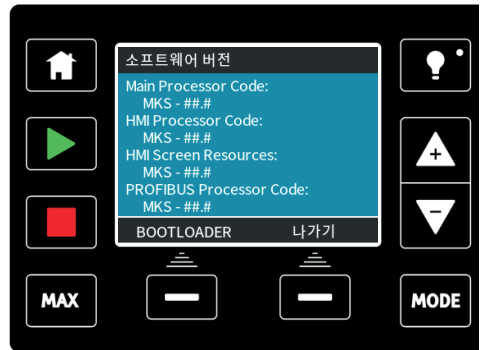 소프트웨어 버전
Main Processor Code:
MKS - ##.#
HMI Processor Code:
MKS - ##.#
HMI Screen Resources:
MKS - ##.#
PROFIBUS Processor Code:
MKS - ##.#
BOOTLOADER 나가기
MAX
MODE